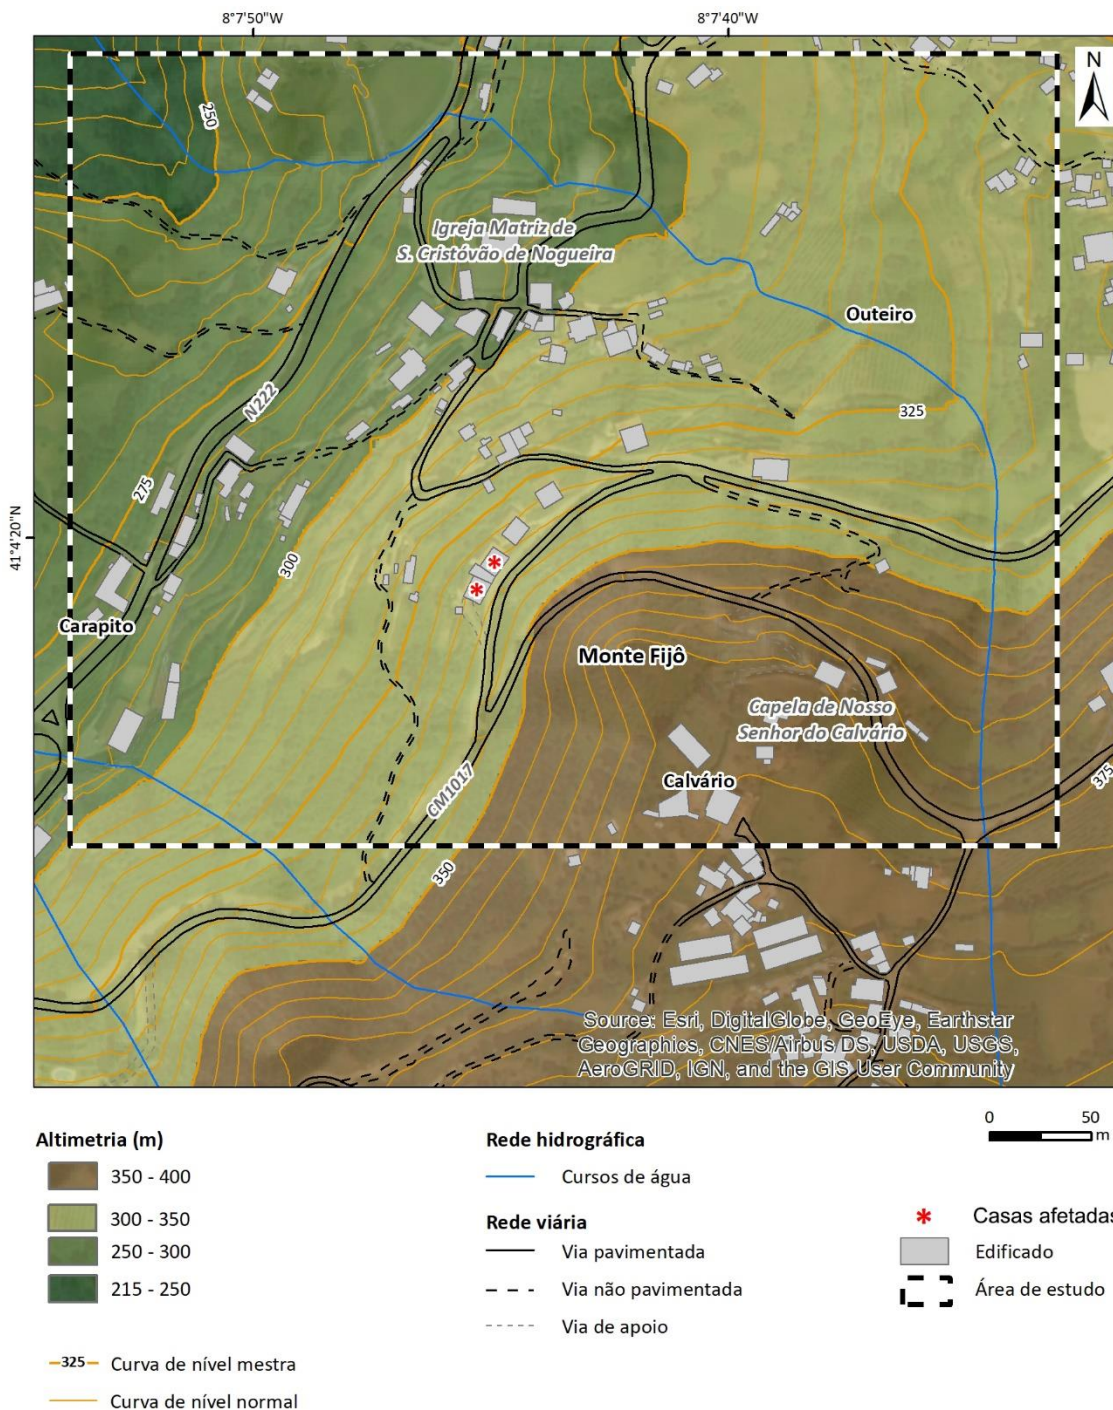 8°7'50"W
8°7'40"W
N
250
Igreja Matriz de
S. Cristóvão de Nogueira
Outeiro
N222
325
275
41°4'20"N
300
Carapito
Monte Fijô
Capela de Nosso
Senhor do Calvário
Calvário
CM1017
375
350
Source: Esri, DigitalGlobe, GeoEye, Earthstar
Geographics, CNES/Airbus DS, USDA, USGS,
AeroGRID, IGN, and the GIS User Community
0 50
m
Altimetria (m)
350 - 400
300 - 350
250 - 300
215 - 250
325 Curva de nível mestra
Curva de nível normal
Rede hidrográfica
Cursos de água
Rede viária
Via pavimentada
Via não pavimentada
Via de apoio
Casas afetadas
Edificado
Área de estudo